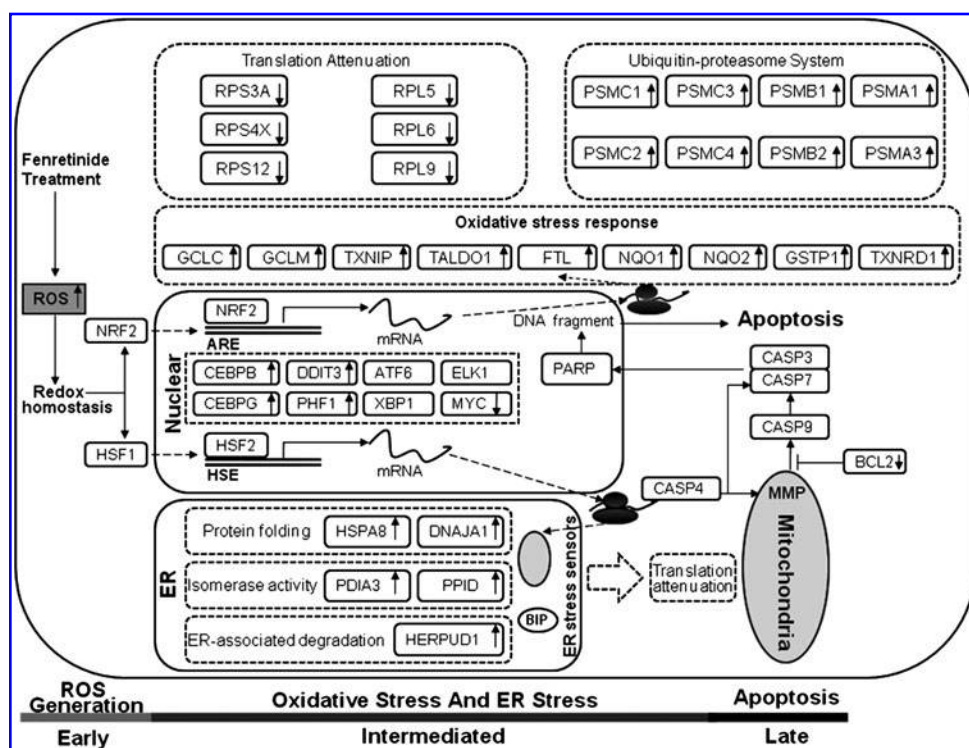 Translation Attenuation
RPS3A
RPL5
RPS4X
RPL6
RPS12
RPL9
Ubiquitin-proteasome System
PSMC1
PSMC3
PSMB1
PSMA1
PSMC2
PSMC4
PSMB2
PSMA3
Fenretinide
Treatment
Oxidative stress response
GCLC
GCLM
TXNIP
TALDO1
FTL
NQO1
NQO2
GSTP1
TXNRD1
ROS
NRF2
Redox
homostasis
HSF1
Nuclear
NRF2
ARE
mRNA
DNA fragment
Apoptosis
CEBPB
DDIT3
ATF6
ELK1
CEBPG
PHF1
XBP1
MYC
PARP
CASP3
CASP7
CASP9
BCL2
HSF2
HSE
mRNA
CASP4
MMP
Mitochondria
ER
Protein folding
HSPA8
DNAJA1
Isomerase activity
PDIA3
PPID
ER-associated degradation
HERPUD1
BIP
ER stress sensors
Translation
attenuation
ROS
Generation
Oxidative Stress And ER Stress
Apoptosis
Early
Intermediated
Late